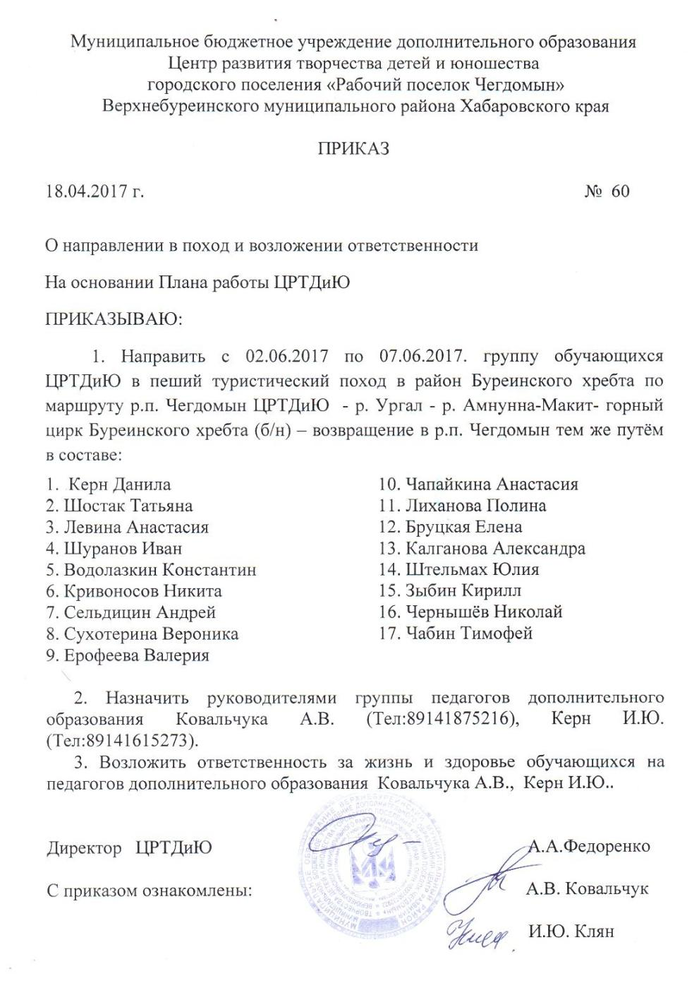 Муниципальное бюджетное учреждение дополнительного образования
Центр развития творчества детей и юношества
городского поселения «Рабочий поселок Чегдомын»
Верхнебуреинского муниципального района Хабаровского края
ПРИКАЗ
18.04.2017 г. № 60
О направлении в поход и возложении ответственности
На основании Плана работы ЦРТДиЮ
ПРИКАЗЫВАЮ:
1. Направить с 02.06.2017 по 07.06.2017. группу обучающихся
ЦРТДиЮ в пеший туристический поход в район Буреинского хребта по
маршруту р.п. Чегдомын ЦРТДиЮ - р. Ургал - р. Амнунна-Макит- горный
цирк Буреинского хребта (б/н) – возвращение в р.п. Чегдомын тем же путём
в составе:
1. Керн Данила
2. Шостак Татьяна
3. Левина Анастасия
4. Шуранов Иван
5. Водолазкин Константин
6. Кривоносов Никита
7. Сельдицин Андрей
8. Сухотерина Вероника
9. Ерофеева Валерия
10. Чапайкина Анастасия
11. Лиханова Полина
12. Бруцкая Елена
13. Калганова Александра
14. Штельмах Юлия
15. Зыбин Кирилл
16. Чернышёв Николай
17. Чабин Тимофей
2. Назначить руководителями группы педагогов дополнительного
образования Ковальчука А.В. (Тел:89141875216), Керн И.Ю.
(Тел:89141615273).
3. Возложить ответственность за жизнь и здоровье обучающихся на
педагогов дополнительного образования Ковальчука А.В., Керн И.Ю..
Директор ЦРТДиЮ А.А.Федоренко
С приказом ознакомлены: А.В. Ковальчук
И.Ю. Клян